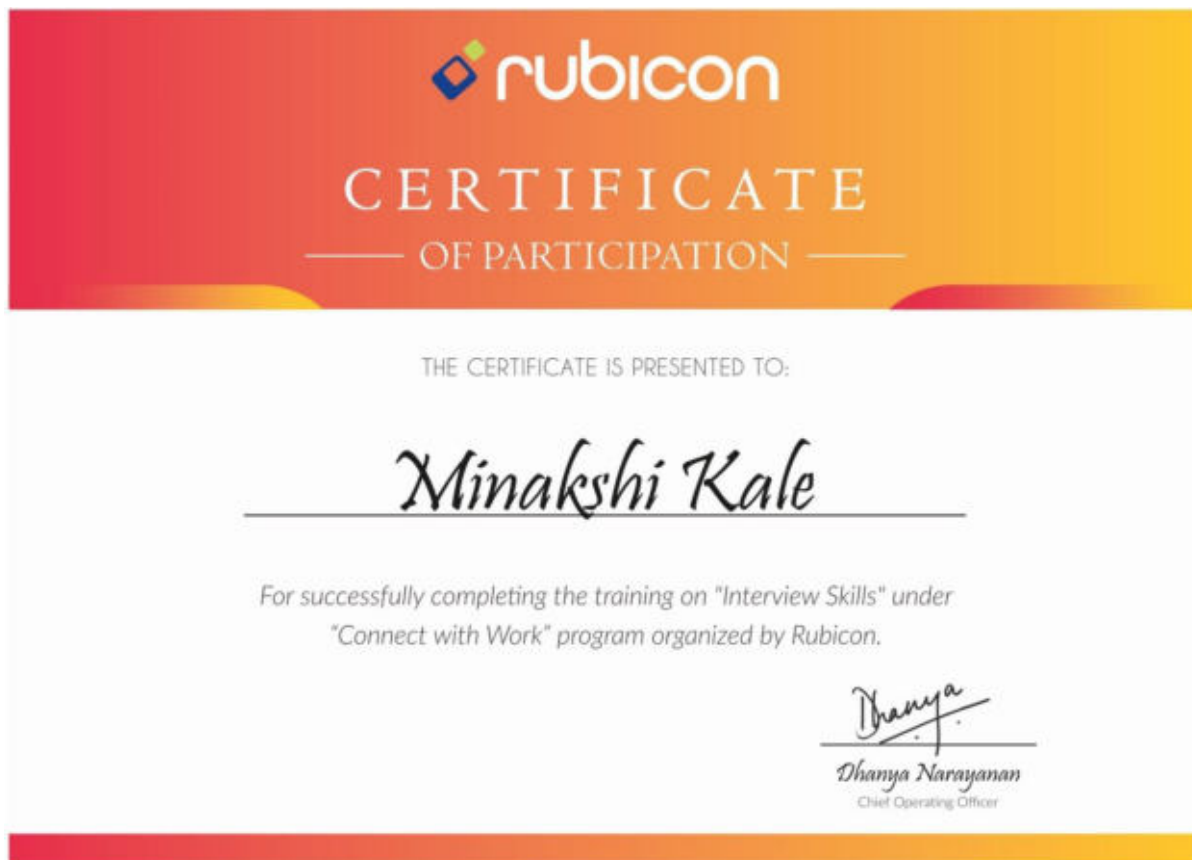 rubicon
CERTIFICATE
OF PARTICIPATION
THE CERTIFICATE IS PRESENTED TO:
Minakshi Kale
For successfully completing the training on "Interview Skills" under
"Connect with Work" program organized by Rubicon.
Dhanya
Dhanya Narayanan
Chief Operating Officer